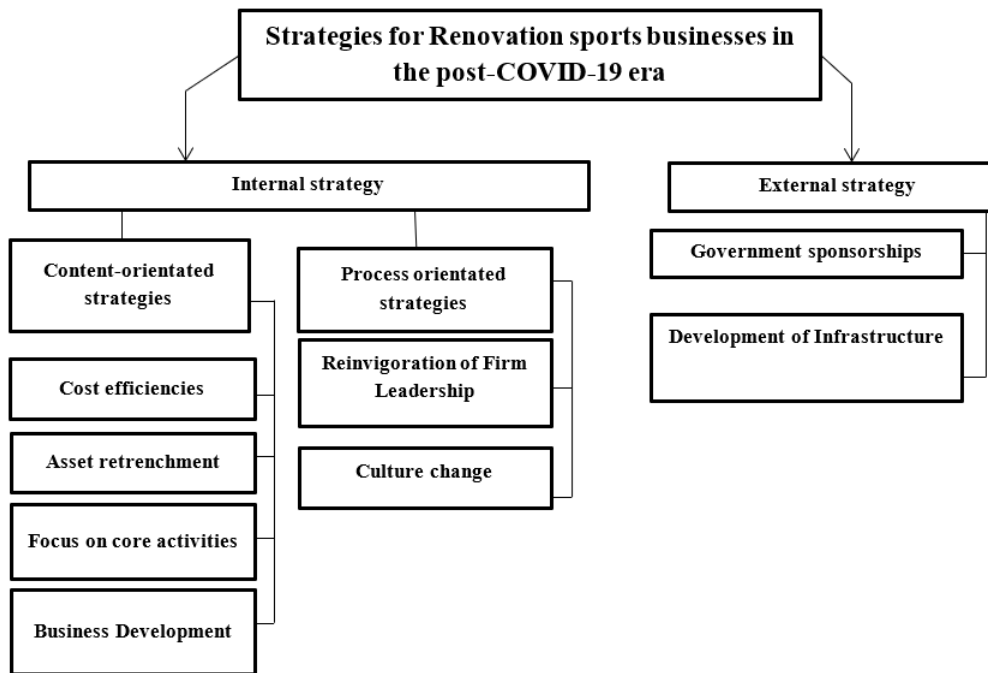 Strategies for Renovation sports businesses in
the post-COVID-19 era
Internal strategy
External strategy
Content-orientated
strategies
Cost efficiencies
Asset retrenchment
Focus on core activities
Business Development
Process orientated
strategies
Reinvigoration of Firm
Leadership
Culture change
Government sponsorships
Development of Infrastructure